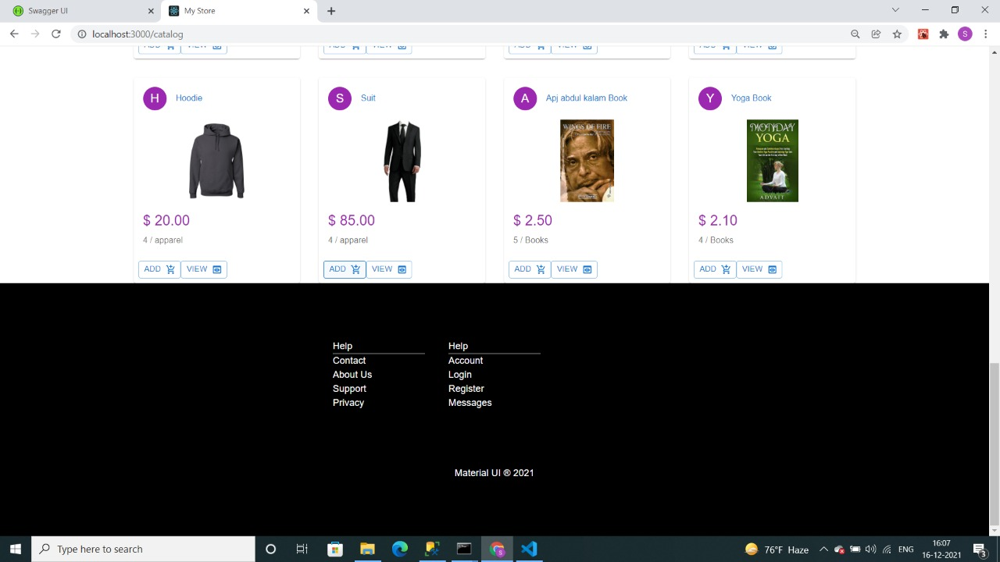 Swagger UI
My Store
localhost:3000/catalog
S
ADD VIEW ADD VIEW ADD VIEW ADD VIEW
H Hoodie
S Suit
A Apj abdul kalam Book
Y Yoga Book
WINGS OF FIRE
MONDAY
YOGA
ADVAIT
$ 20.00
$ 85.00
$ 2.50
$ 2.10
4 / apparel
4 / apparel
5 / Books
4 / Books
ADD VIEW ADD VIEW ADD VIEW ADD VIEW
Help
Contact
About Us
Support
Privacy
Help
Account
Login
Register
Messages
Material UI ® 2021
Type here to search
S
76°F Haze
ENG
16:07
16-12-2021
3